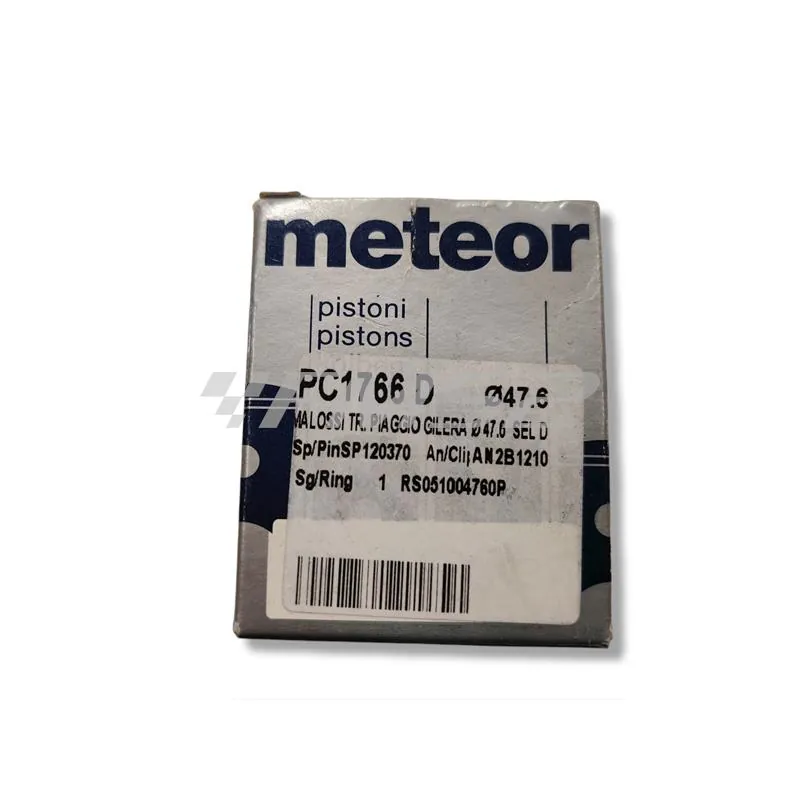 meteor
pistoni
pistons
PC1766 D Ø47.6
MALOSSI TR. PIAGGIO GILERA Ø 47.6 SEL D
Sp/PinSP120370 An/ClipAN2B1210
Sg/Ring 1 RS051004760P